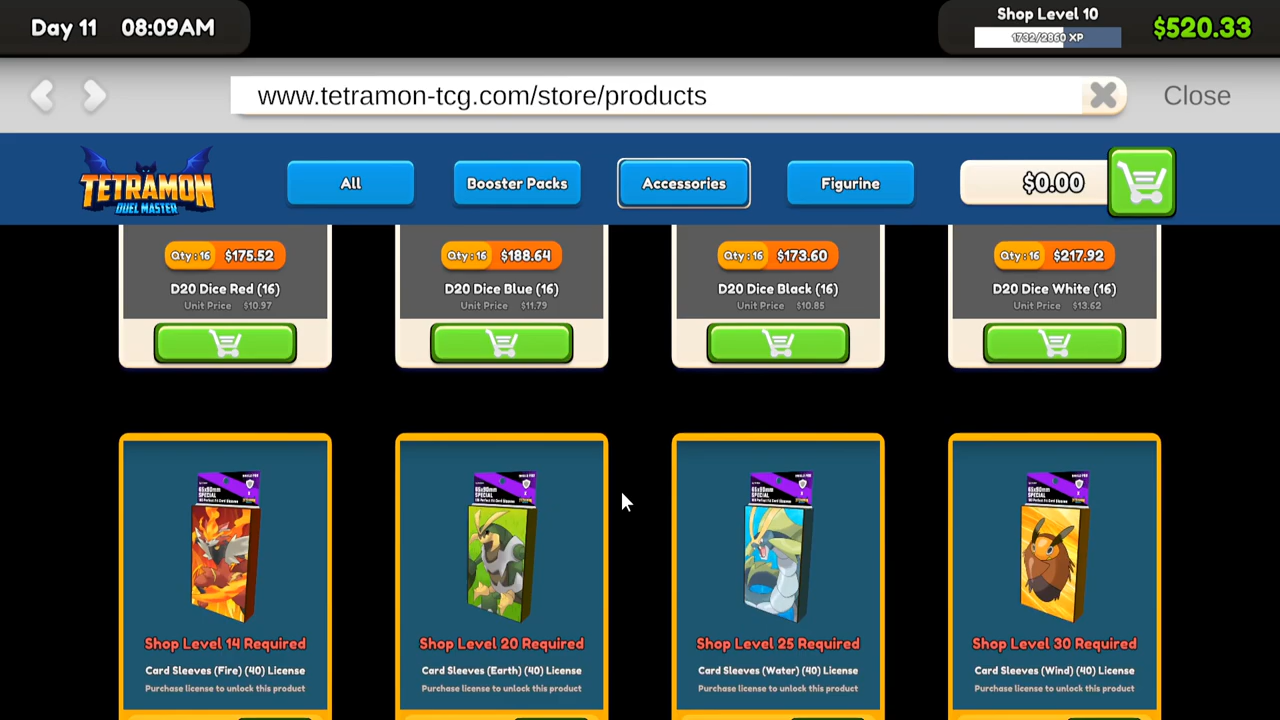 Day 11 08:09AM
Shop Level 10
1732/2860 XP
$520.33
www.tetramon-tcg.com/store/products
Close
TETRAMON
DUEL MASTER
All
Booster Packs
Accessories
Figurine
$0.00
Qty : 16 $175.52
D20 Dice Red (16)
Unit Price $10.97
Qty : 16 $188.64
D20 Dice Blue (16)
Unit Price $11.79
Qty : 16 $173.60
D20 Dice Black (16)
Unit Price $10.85
Qty : 16 $217.92
D20 Dice White (16)
Unit Price $13.62
Shop Level 14 Required
Card Sleeves (Fire) (40) License
Purchase license to unlock this product
Shop Level 20 Required
Card Sleeves (Earth) (40) License
Purchase license to unlock this product
Shop Level 25 Required
Card Sleeves (Water) (40) License
Purchase license to unlock this product
Shop Level 30 Required
Card Sleeves (Wind) (40) License
Purchase license to unlock this product